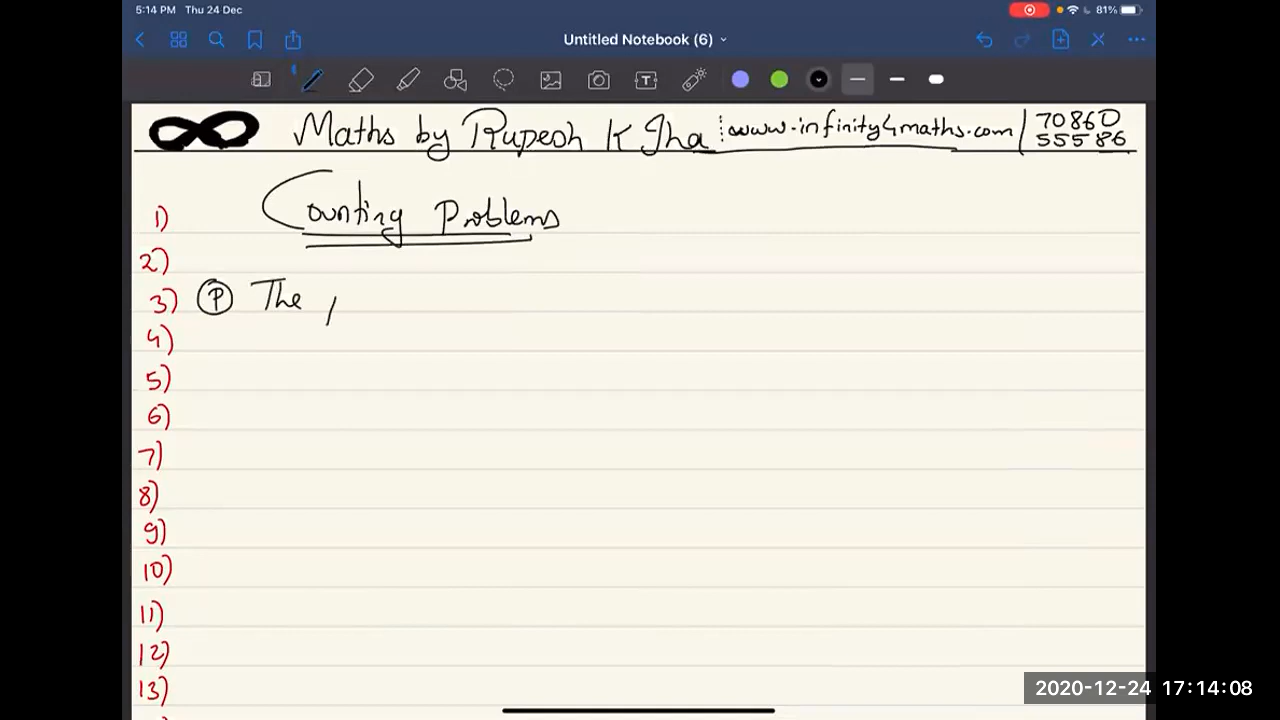 5:14 PM Thu 24 Dec 81%
Untitled Notebook (6)
Maths by Rupesh K Jha www.infinity4maths.com 70860
55586
1) Counting Problems
2)
3) P The
4)
5)
6)
7)
8)
9)
10)
11)
12)
13)
2020-12-24 17:14:08